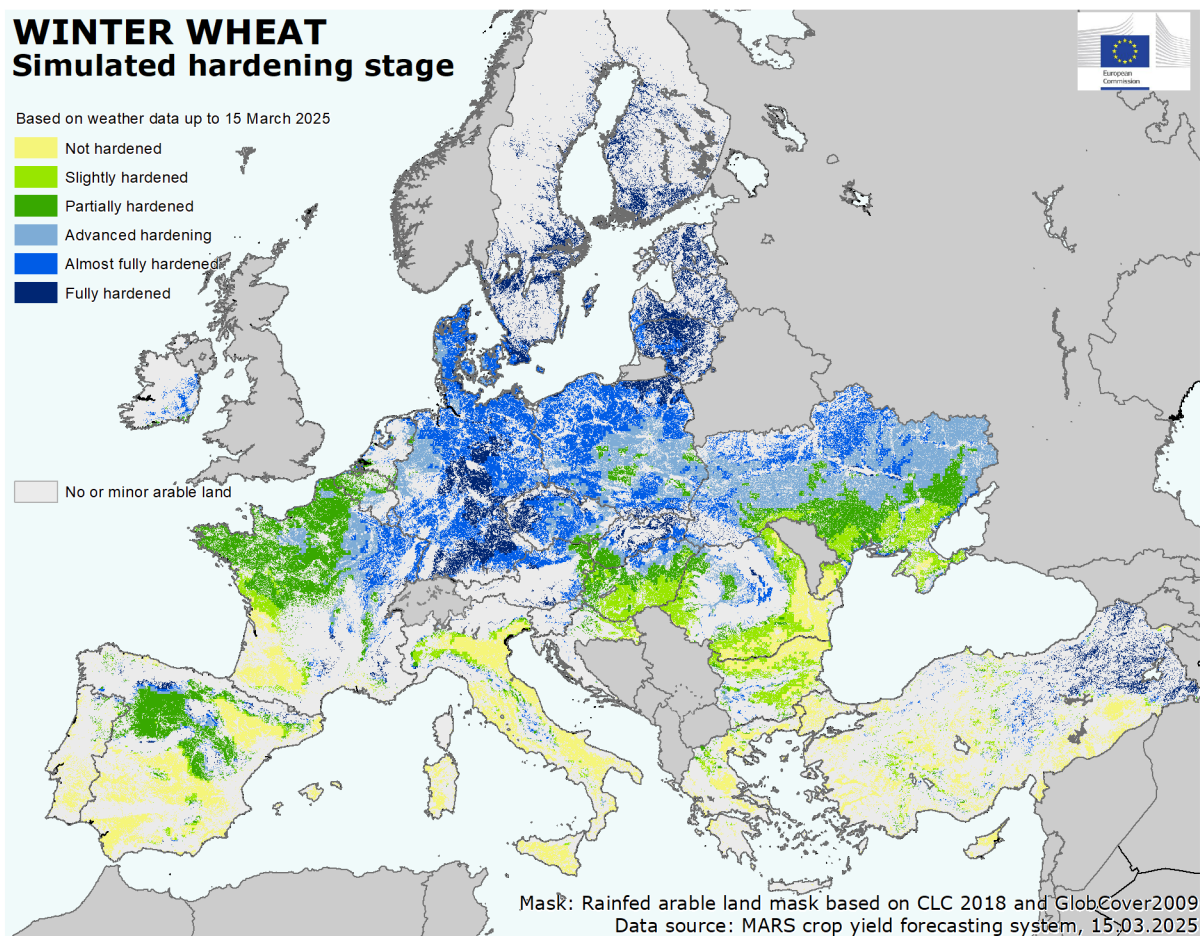 WINTER WHEAT
Simulated hardening stage
Based on weather data up to 15 March 2025
Not hardened
Slightly hardened
Partially hardened
Advanced hardening
Almost fully hardened
Fully hardened
No or minor arable land
European
Commission
Mask: Rainfed arable land mask based on CLC 2018 and GlobCover2009
Data source: MARS crop yield forecasting system, 15.03.2025